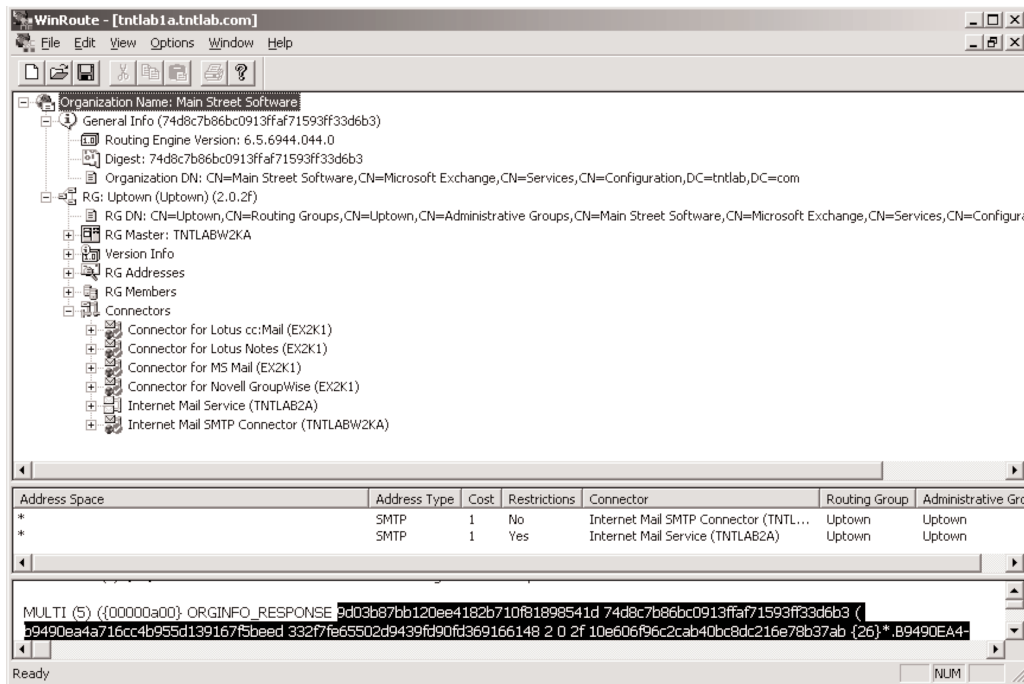 WinRoute - [tntlab1a.tntlab.com]
File Edit View Options Window Help
Organization Name: Main Street Software
General Info (74d8c7b86bc0913ffaf71593ff33d6b3)
Routing Engine Version: 6.5.6944.044.0
Digest: 74d8c7b86bc0913ffaf71593ff33d6b3
Organization DN: CN=Main Street Software,CN=Microsoft Exchange,CN=Services,CN=Configuration,DC=tntlab,DC=com
RG: Uptown (Uptown) (2.0.2f)
RG DN: CN=Uptown,CN=Routing Groups,CN=Uptown,CN=Administrative Groups,CN=Main Street Software,CN=Microsoft Exchange,CN=Services,CN=Configura
RG Master: TNTLABW2KA
Version Info
RG Addresses
RG Members
Connectors
Connector for Lotus cc:Mail (EX2K1)
Connector for Lotus Notes (EX2K1)
Connector for MS Mail (EX2K1)
Connector for Novell GroupWise (EX2K1)
Internet Mail Service (TNTLAB2A)
Internet Mail SMTP Connector (TNTLABW2KA)
Address Space Address Type Cost Restrictions Connector Routing Group Administrative Gro
* SMTP 1 No Internet Mail SMTP Connector (TNTL... Uptown Uptown
* SMTP 1 Yes Internet Mail Service (TNTLAB2A) Uptown Uptown
MULTI (5) ({00000a00} ORGINFO_RESPONSE 9d03b87bb120ee4182b710f81898541d 74d8c7b86bc0913ffaf71593ff33d6b3 (
b9490ea4a716cc4b955d139167f5beed 332f7fe65502d9439fd90fd369166148 2 0 2f 10e606f96c2cab40bc8dc216e78b37ab {26}*.B9490EA4-
Ready NUM